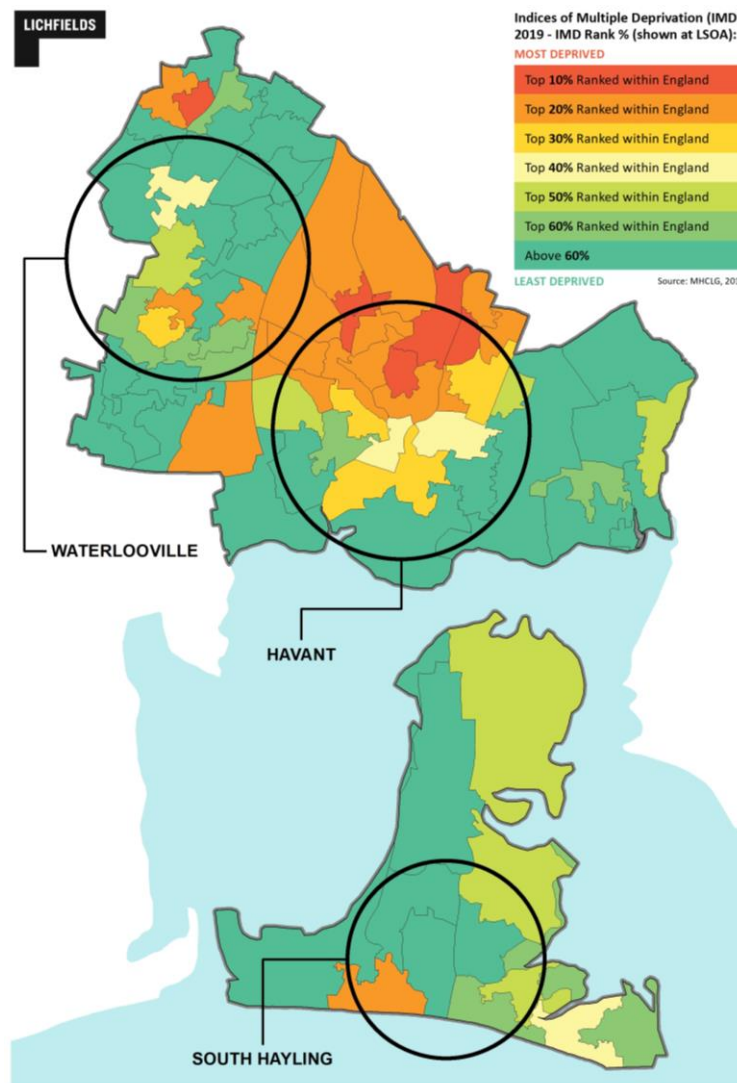 LICHFIELDS
Indices of Multiple Deprivation (IMD
2019 - IMD Rank % (shown at LSOA):
MOST DEPRIVED
Top 10% Ranked within England
Top 20% Ranked within England
Top 30% Ranked within England
Top 40% Ranked within England
Top 50% Ranked within England
Top 60% Ranked within England
Above 60%
LEAST DEPRIVED
Source: MHCLG, 201
WATERLOOVILLE
HAVANT
SOUTH HAYLING